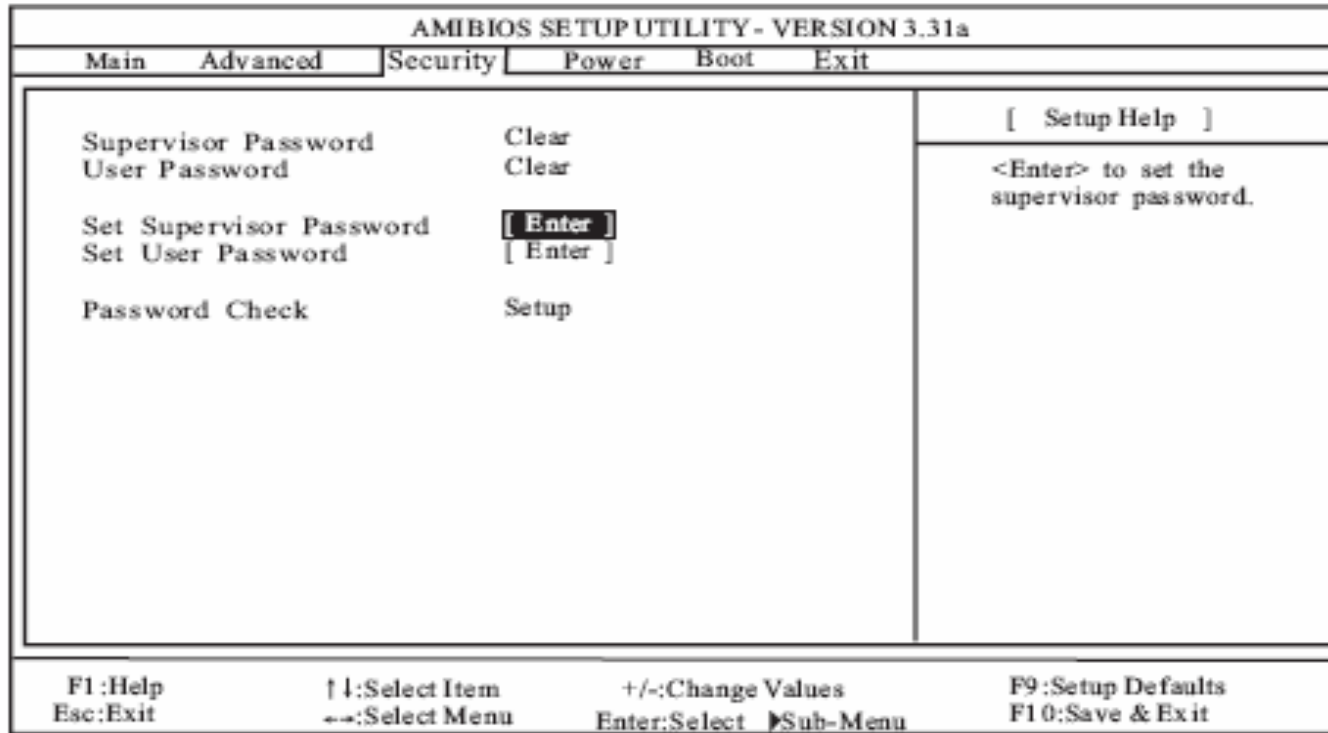 AMIBIOS SETUP UTILITY - VERSION 3.31a
Main Advanced Security Power Boot Exit
Supervisor Password Clear
User Password Clear
Set Supervisor Password [ Enter ]
Set User Password [ Enter ]
Password Check Setup
[ Setup Help ]
<Enter> to set the
supervisor password.
F1:Help ↑↓:Select Item +/-:Change Values F9:Setup Defaults
Esc:Exit ←→:Select Menu Enter:Select ▶Sub-Menu F10:Save & Exit